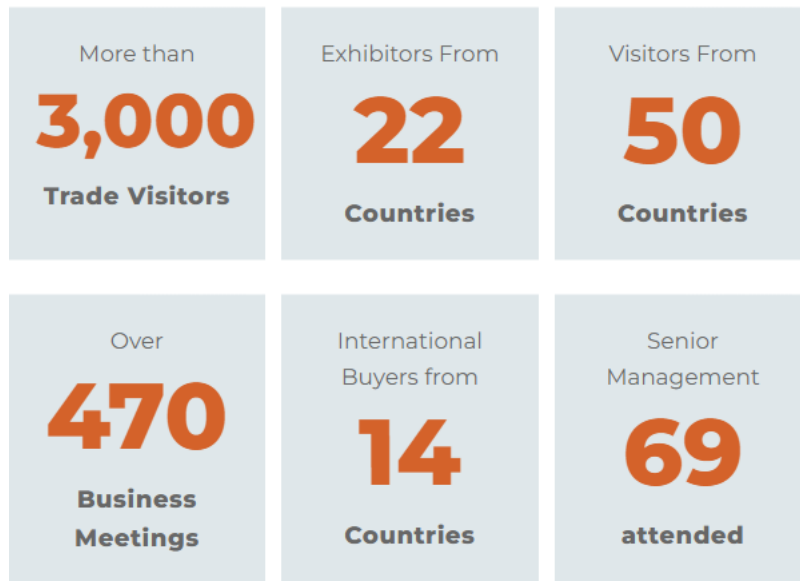 More than
3,000
Trade Visitors
Exhibitors From
22
Countries
Visitors From
50
Countries
Over
470
Business
Meetings
International
Buyers from
14
Countries
Senior
Management
69
attended